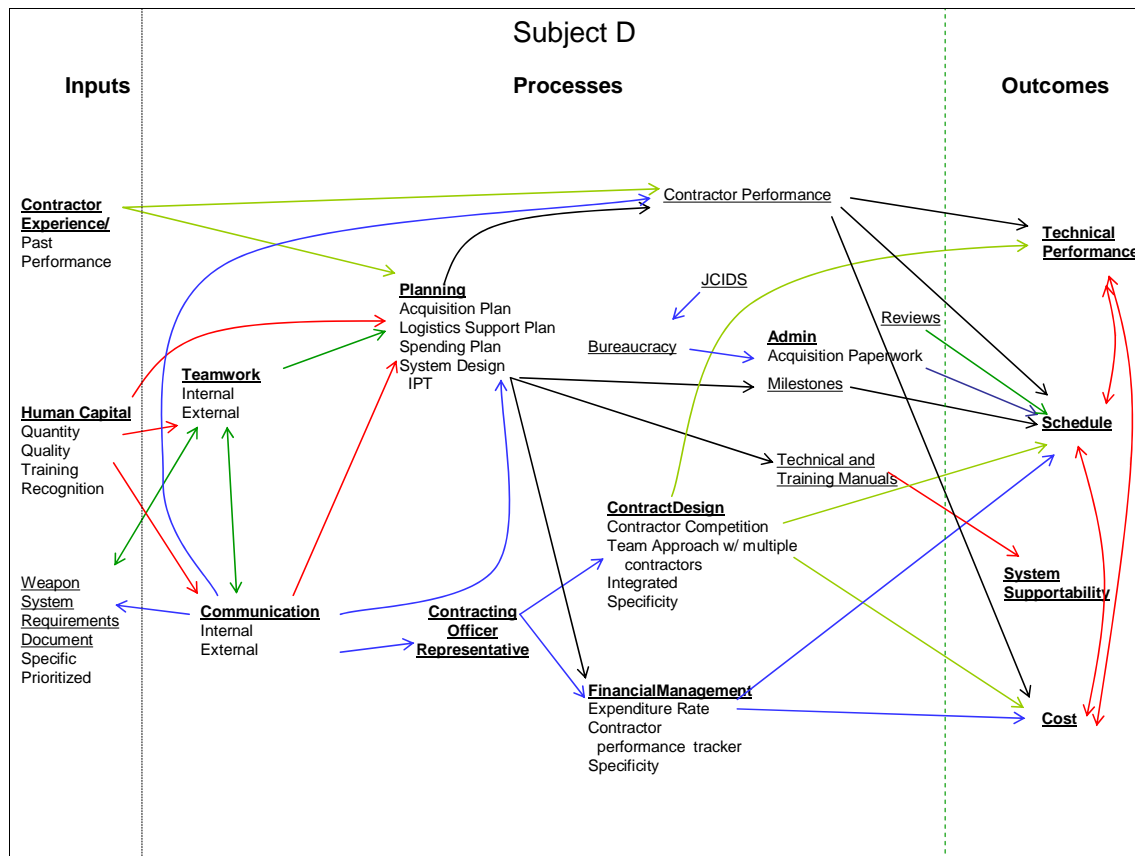 Subject D
Inputs
Processes
Outcomes
Contractor
Experience/
Past
Performance
Human Capital
Quantity
Quality
Training
Recognition
Weapon
System
Requirements
Document
Specific
Prioritized
Teamwork
Internal
External
Communication
Internal
External
Planning
Acquisition Plan
Logistics Support Plan
Spending Plan
System Design
IPT
Contracting
Officer
Representative
Contractor Performance
JCIDS
Bureaucracy
Admin
Acquisition Paperwork
Milestones
Reviews
Technical and
Training Manuals
ContractDesign
Contractor Competition
Team Approach w/ multiple
contractors
Integrated
Specificity
FinancialManagement
Expenditure Rate
Contractor
performance tracker
Specificity
Technical
Performance
Schedule
System
Supportability
Cost